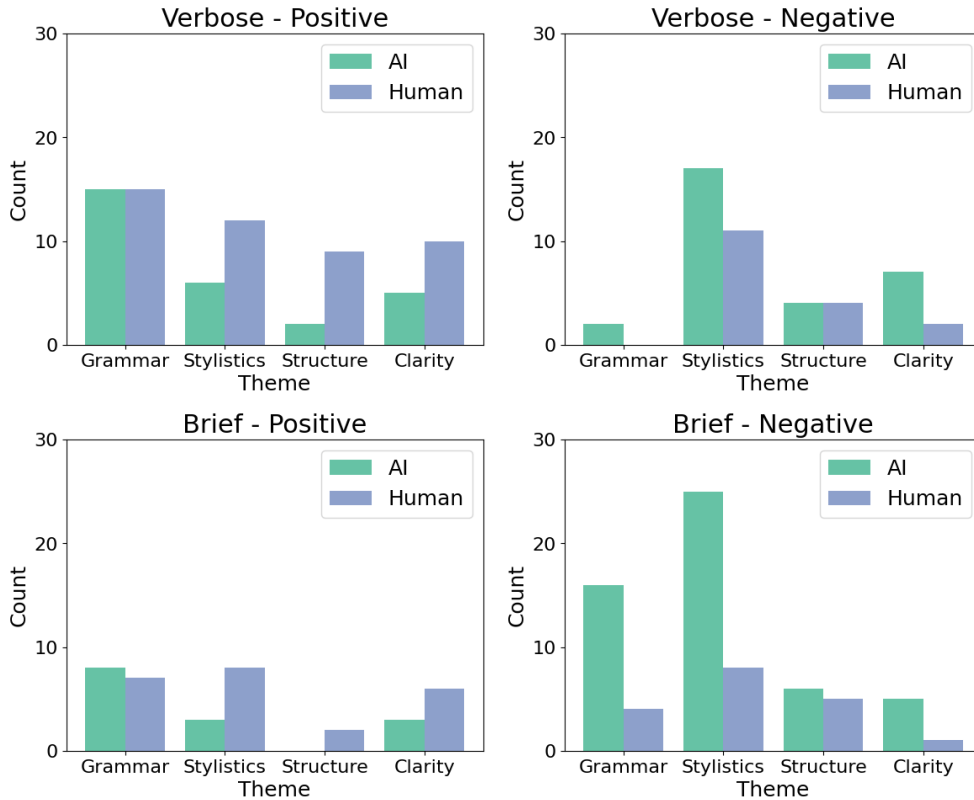 Verbose - Positive
30
20
10
0
Count
AI
Human
Grammar Stylistics Structure Clarity
Theme
Verbose - Negative
30
20
10
0
Count
AI
Human
Grammar Stylistics Structure Clarity
Theme
Brief - Positive
30
20
10
0
Count
AI
Human
Grammar Stylistics Structure Clarity
Theme
Brief - Negative
30
20
10
0
Count
AI
Human
Grammar Stylistics Structure Clarity
Theme